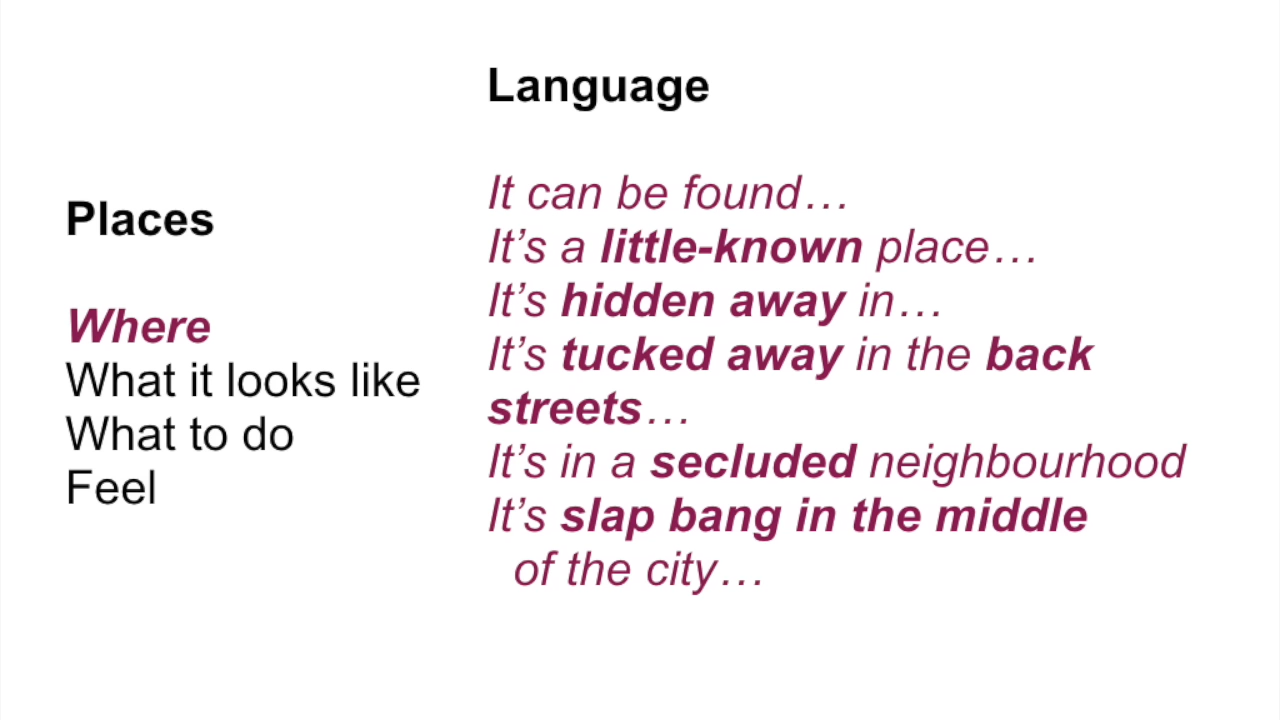 Places
Where
What it looks like
What to do
Feel
Language
It can be found…
It’s a little-known place…
It’s hidden away in…
It’s tucked away in the back
streets…
It’s in a secluded neighbourhood
It’s slap bang in the middle
of the city…